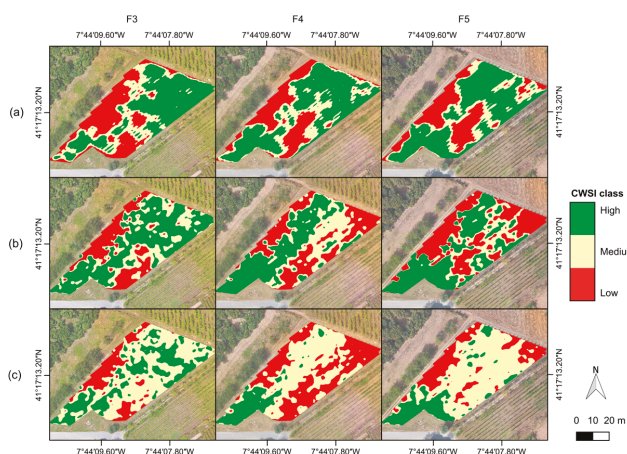 F3 F4 F5
7°44'09.60"W 7°44'07.80"W 7°44'09.60"W 7°44'07.80"W 7°44'09.60"W 7°44'07.80"W
(a) 41°17'13.20"N 41°17'13.20"N
(b) 41°17'13.20"N 41°17'13.20"N
(c) 41°17'13.20"N 41°17'13.20"N
CWSI class
High
Mediu
Low
N
0 10 20 m
7°44'09.60"W 7°44'07.80"W 7°44'09.60"W 7°44'07.80"W 7°44'09.60"W 7°44'07.80"W